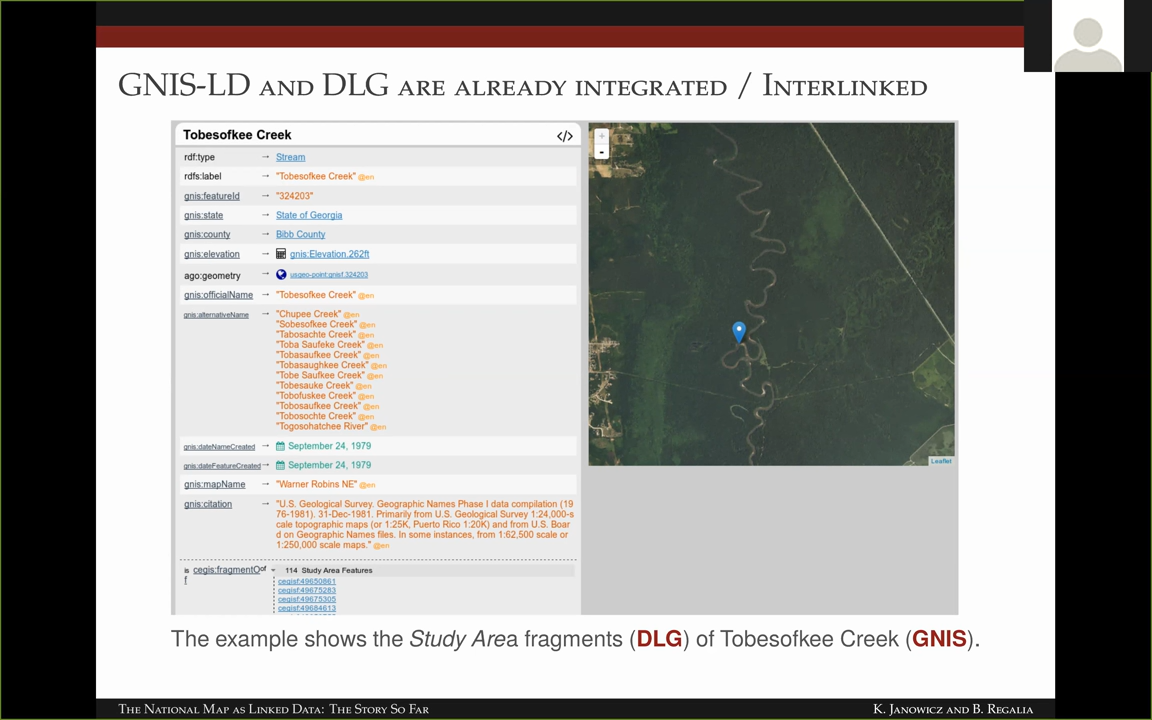 GNIS-LD and DLG are already integrated / Interlinked
Tobesofkee Creek </>
rdf:type → Stream
rdfs:label → "Tobesofkee Creek" @en
gnis:featureId → "324203"
gnis:state → State of Georgia
gnis:county → Bibb County
gnis:elevation → gnis:Elevation.262ft
ago:geometry → usgeo-point:gnisf.324203
gnis:officialName → "Tobesofkee Creek" @en
gnis:alternativeName → "Chupee Creek" @en
"Sobesofkee Creek" @en
"Tabosachte Creek" @en
"Toba Saufeke Creek" @en
"Tobasaufkee Creek" @en
"Tobasaughkee Creek" @en
"Tobe Saufkee Creek" @en
"Tobesauke Creek" @en
"Tobofuskee Creek" @en
"Tobosaufkee Creek" @en
"Tobosochte Creek" @en
"Togosohatchee River" @en
gnis:dateNameCreated → September 24, 1979
gnis:dateFeatureCreated → September 24, 1979
gnis:mapName → "Warner Robins NE" @en
gnis:citation → "U.S. Geological Survey. Geographic Names Phase I data compilation (19
76-1981). 31-Dec-1981. Primarily from U.S. Geological Survey 1:24,000-s
cale topographic maps (or 1:25K, Puerto Rico 1:20K) and from U.S. Boar
d on Geographic Names files. In some instances, from 1:62,500 scale or
1:250,000 scale maps." @en
is cegis:fragmentOf of 114 Study Area Features
cegisf:49650861
cegisf:49675283
cegisf:49675305
cegisf:49684613
+
-
Leaflet
The example shows the Study Area fragments (DLG) of Tobesofkee Creek (GNIS).
The National Map as Linked Data: The Story So Far
K. Janowicz and B. Regalia